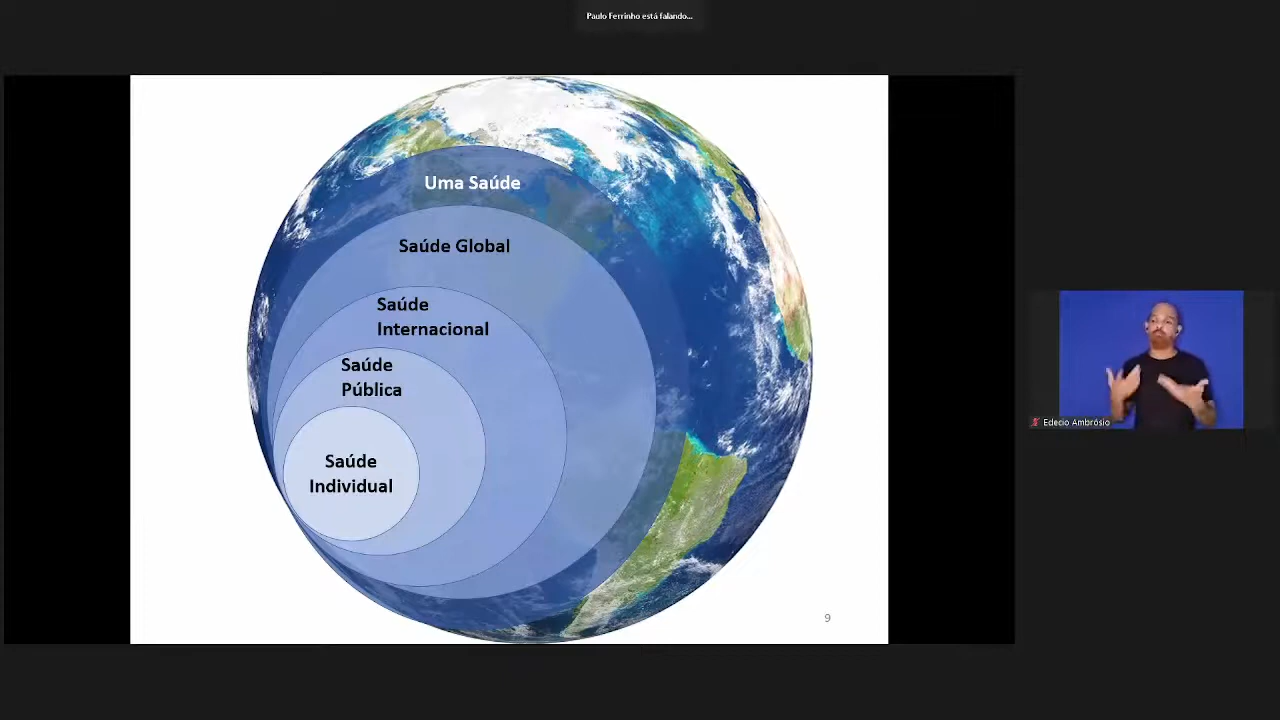 Paulo Ferrinho está falando...
Uma Saúde
Saúde Global
Saúde
Internacional
Saúde
Pública
Saúde
Individual
9
Edecio Ambrósio